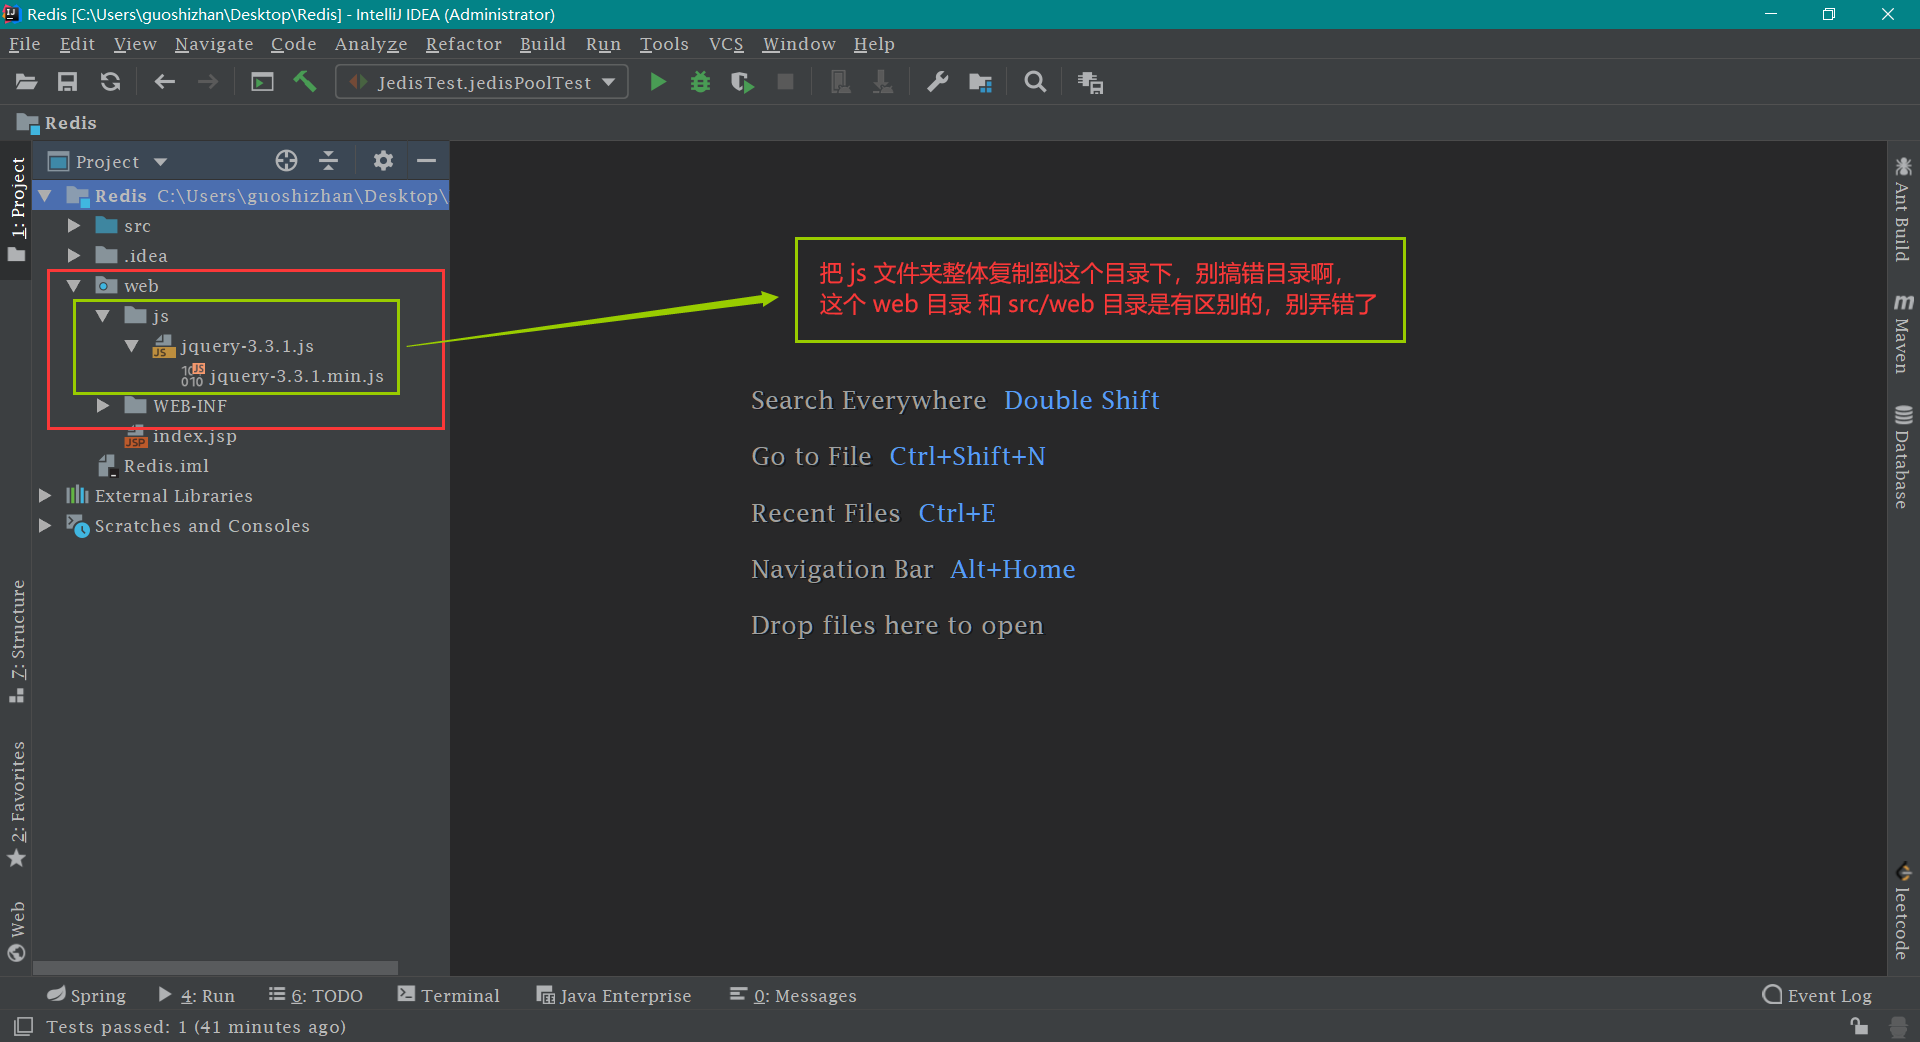 Redis [C:\Users\guoshizhan\Desktop\Redis] - IntelliJ IDEA (Administrator)
File Edit View Navigate Code Analyze Refactor Build Run Tools VCS Window Help
JedisTest.jedisPoolTest
Redis
Project
Redis C:\Users\guoshizhan\Desktop\
src
.idea
web
js
jquery-3.3.1.js
jquery-3.3.1.min.js
WEB-INF
index.jsp
Redis.iml
External Libraries
Scratches and Consoles
1: Project
Z: Structure
2: Favorites
Web
把 js 文件夹整体复制到这个目录下，别搞错目录啊，
这个 web 目录 和 src/web 目录是有区别的，别弄错了
Search Everywhere Double Shift
Go to File Ctrl+Shift+N
Recent Files Ctrl+E
Navigation Bar Alt+Home
Drop files here to open
Ant Build
Maven
Database
leetcode
Spring 4: Run 6: TODO Terminal Java Enterprise 0: Messages Event Log
Tests passed: 1 (41 minutes ago)